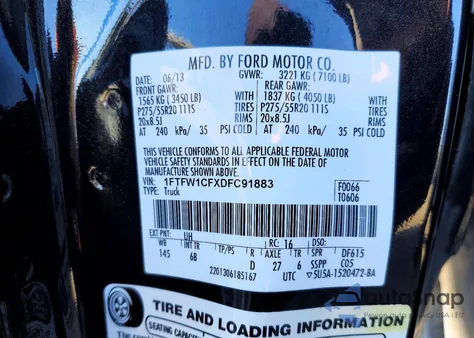 MFD. BY FORD MOTOR CO.
DATE: 06/13 GVWR: 3221 KG (7100 LB)
FRONT GAWR: REAR GAWR:
1565 KG (3450 LB) WITH 1837 KG (4050 LB) WITH
P275/55R20 111S TIRES P275/55R20 111S TIRES
20x8.5J RIMS 20x8.5J RIMS
AT 240 kPa/ 35 PSI COLD AT 240 kPa/ 35 PSI COLD
THIS VEHICLE CONFORMS TO ALL APPLICABLE FEDERAL MOTOR
VEHICLE SAFETY STANDARDS IN EFFECT ON THE DATE OF
MANUFACTURE SHOWN ABOVE.
VIN: 1FTFW1CFXDFC91883
TYPE: Truck
F0066
T0606
EXT PNT: UH RC: 16 DSO:
WB INT TR TP/PS R AXLE TR SPR DF615
145 6B D 27 6 SSPP C05
2201306185167 UTC 5U5A-1520472-BA
TIRE AND LOADING INFORMATION
SEATING CAPACITY
autosnap